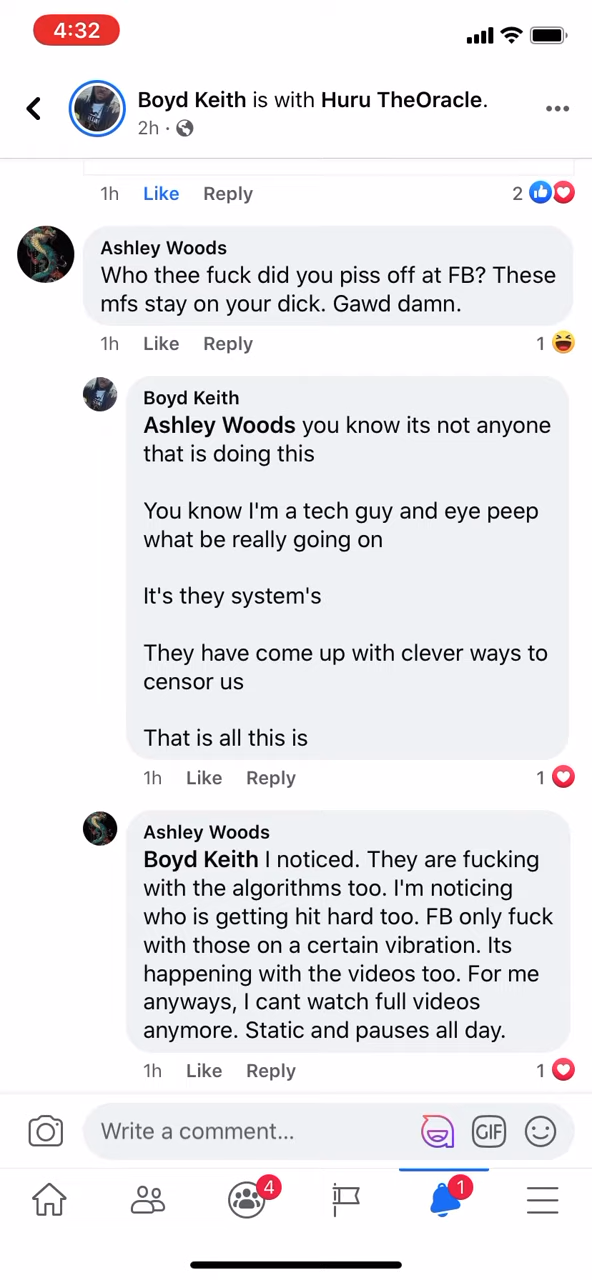 4:32
Boyd Keith is with Huru TheOracle.
2h ·
1h Like Reply 2
Ashley Woods
Who thee fuck did you piss off at FB? These
mfs stay on your dick. Gawd damn.
1h Like Reply 1
Boyd Keith
Ashley Woods you know its not anyone
that is doing this
You know I'm a tech guy and eye peep
what be really going on
It's they system's
They have come up with clever ways to
censor us
That is all this is
1h Like Reply 1
Ashley Woods
Boyd Keith I noticed. They are fucking
with the algorithms too. I'm noticing
who is getting hit hard too. FB only fuck
with those on a certain vibration. Its
happening with the videos too. For me
anyways, I cant watch full videos
anymore. Static and pauses all day.
1h Like Reply 1
Write a comment... GIF
4 1